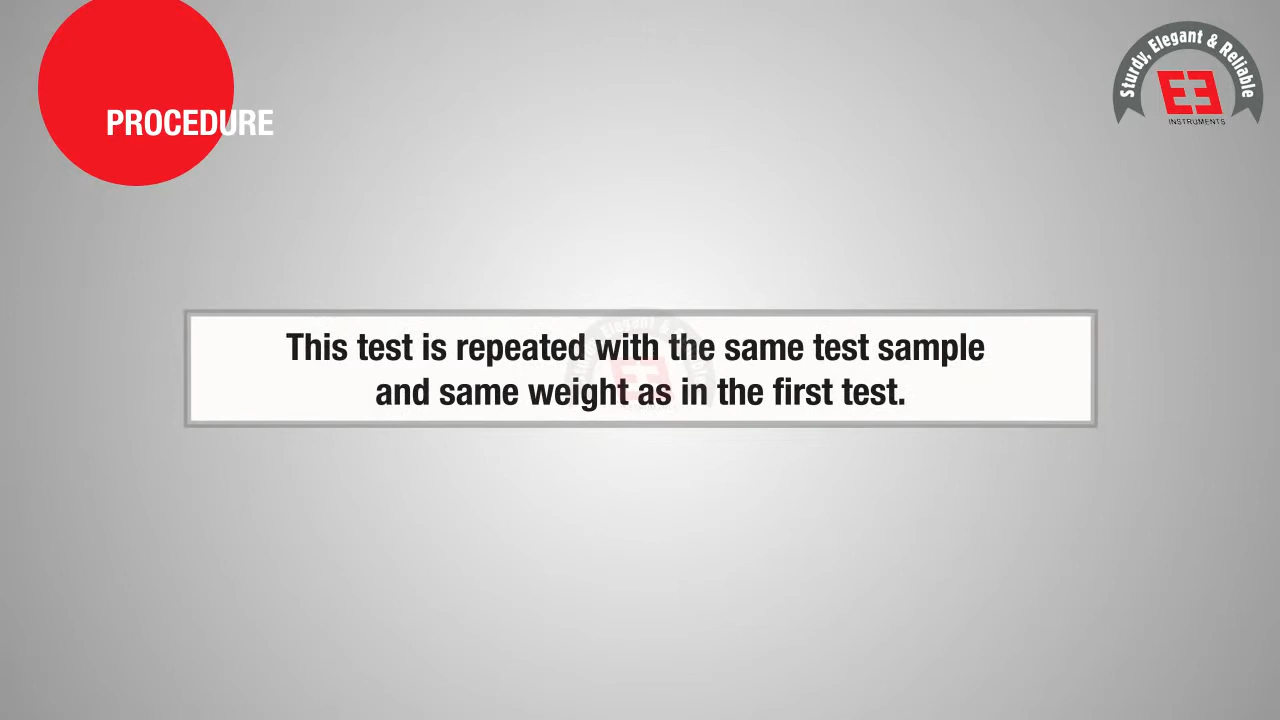 PROCEDURE
Sturdy, Elegant & Reliable
INSTRUMENTS
This test is repeated with the same test sample
and same weight as in the first test.